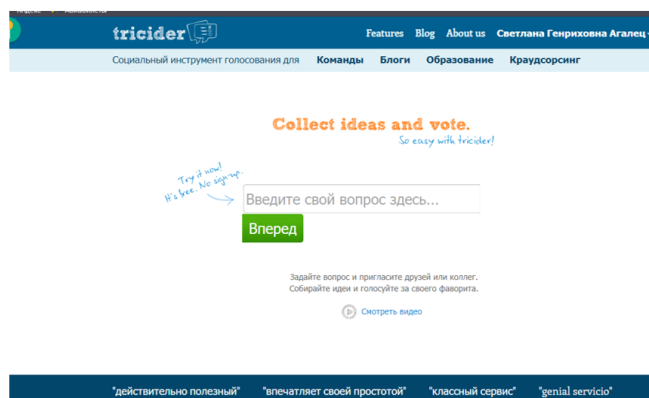 tricider
Features Blog About us Светлана Генриховна Агалец
Социальный инструмент голосования для Команды Блоги Образование Краудсорсинг
Collect ideas and vote.
So easy with tricider!
Try it now!
It's free. No sign-up.
Введите свой вопрос здесь...
Вперед
Задайте вопрос и пригласите друзей или коллег.
Собирайте идеи и голосуйте за своего фаворита.
Смотреть видео
"действительно полезный" "впечатляет своей простотой" "классный сервис" "genial servicio"